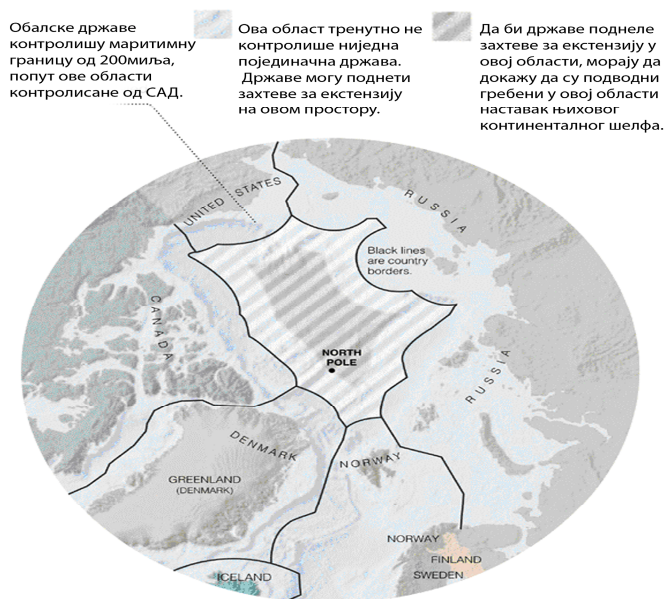 Обалске државе
контролишу маритимну
границу од 200миља,
попут ове области
контролисане од САД.
Ова област тренутно не
контролише ниједна
појединачна држава.
Државе могу поднети
захтеве за екстензију
на овом простору.
Да би државе поднеле
захтеве за екстензију у
овој области, морају да
докажу да су подводни
гребени у овој области
наставак њиховог
континенталног шелфа.
UNITED STATES
RUSSIA
Black lines
are country
borders.
CANADA
NORTH
POLE
RUSSIA
DENMARK
NORWAY
GREENLAND
(DENMARK)
NORWAY
FINLAND
SWEDEN
ICELAND